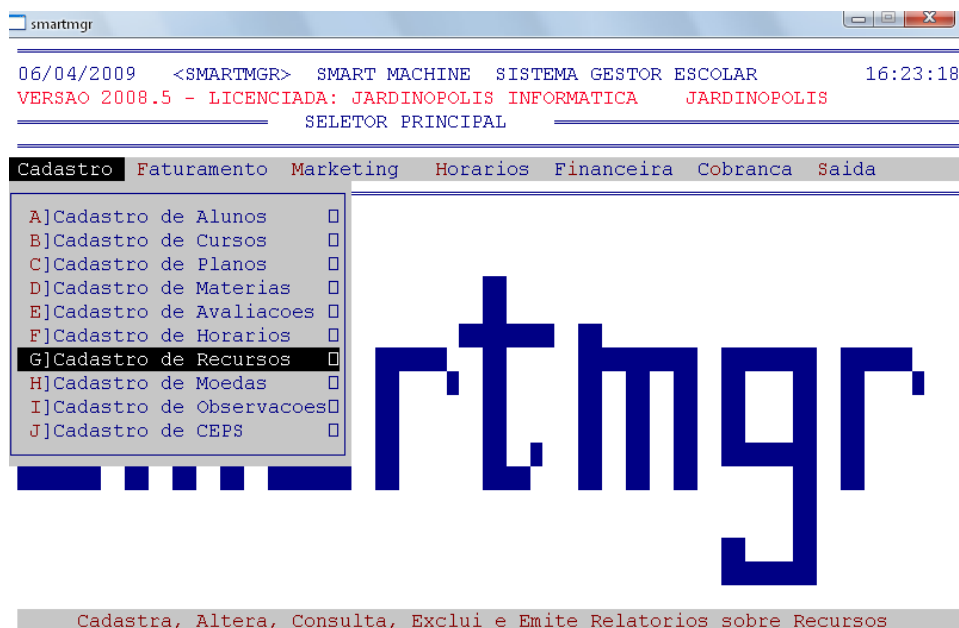 smartmgr
06/04/2009 <SMARTMGR> SMART MACHINE SISTEMA GESTOR ESCOLAR 16:23:18
VERSAO 2008.5 - LICENCIADA: JARDINOPOLIS INFORMATICA JARDINOPOLIS
SELETOR PRINCIPAL
Cadastro Faturamento Marketing Horarios Financeira Cobranca Saida
A]Cadastro de Alunos
B]Cadastro de Cursos
C]Cadastro de Planos
D]Cadastro de Materias
E]Cadastro de Avaliacoes
F]Cadastro de Horarios
G]Cadastro de Recursos
H]Cadastro de Moedas
I]Cadastro de Observacoes
J]Cadastro de CEPS
rtmgr
Cadastra, Altera, Consulta, Exclui e Emite Relatorios sobre Recursos